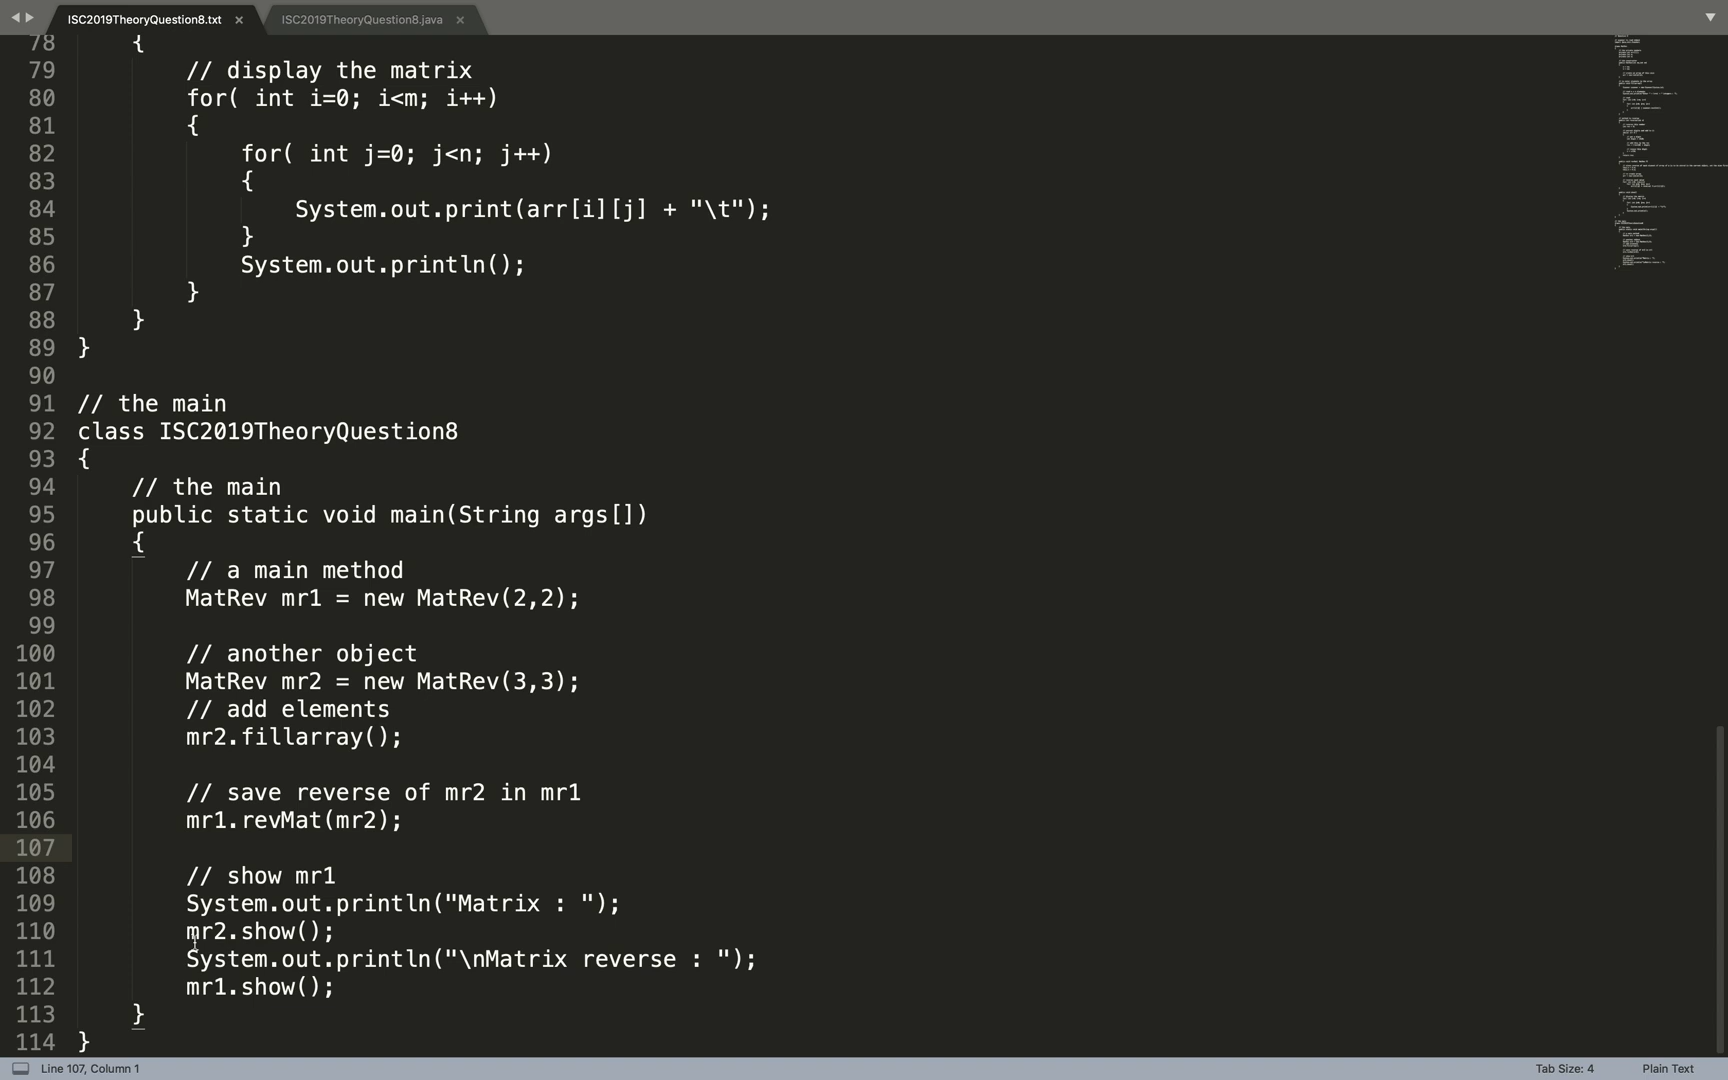 ISC2019TheoryQuestion8.txt × ISC2019TheoryQuestion8.java ×
78 {
79 // display the matrix
80 for( int i=0; i<m; i++)
81 {
82 for( int j=0; j<n; j++)
83 {
84 System.out.print(arr[i][j] + "\t");
85 }
86 System.out.println();
87 }
88 }
89 }
90
91 // the main
92 class ISC2019TheoryQuestion8
93 {
94 // the main
95 public static void main(String args[])
96 {
97 // a main method
98 MatRev mr1 = new MatRev(2,2);
99
100 // another object
101 MatRev mr2 = new MatRev(3,3);
102 // add elements
103 mr2.fillarray();
104
105 // save reverse of mr2 in mr1
106 mr1.revMat(mr2);
107
108 // show mr1
109 System.out.println("Matrix : ");
110 mr2.show();
111 System.out.println("\nMatrix reverse : ");
112 mr1.show();
113 }
114 }
Line 107, Column 1 Tab Size: 4 Plain Text